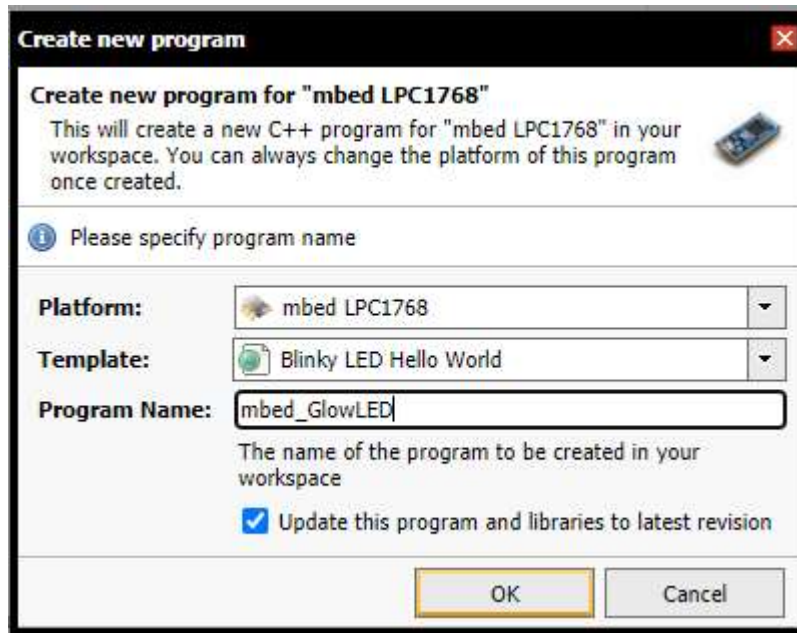 Create new program
Create new program for "mbed LPC1768"
This will create a new C++ program for "mbed LPC1768" in your
workspace. You can always change the platform of this program
once created.
Please specify program name
Platform: mbed LPC1768
Template: Blinky LED Hello World
Program Name: mbed_GlowLED
The name of the program to be created in your
workspace
Update this program and libraries to latest revision
OK Cancel